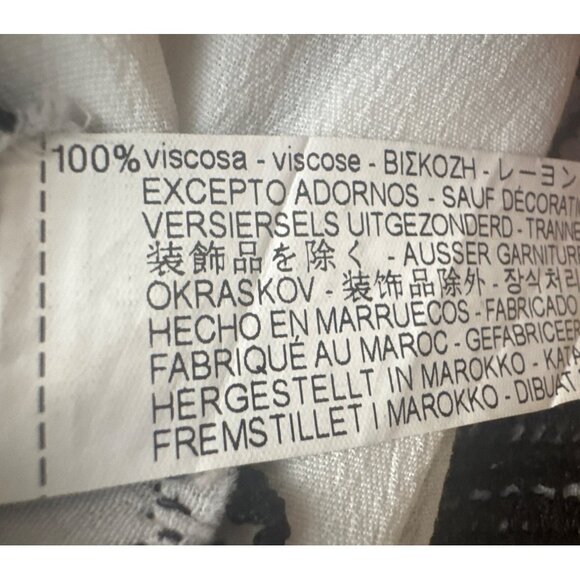 100% viscosa - viscose - ΒΙΣΚΟΖΗ - レーヨン
EXCEPTO ADORNOS - SAUF DÉCORATI
VERSIERSELS UITGEZONDERD - TRANNE
装飾品を除く - AUSSER GARNITURE
OKRASKOV - 装饰品除外 - 장식처리
HECHO EN MARRUECOS - FABRICADO
FABRIQUÉ AU MAROC - GEFABRICEE
HERGESTELLT IN MAROKKO - ΚΑΤ
FREMSTILLET I MAROKKO - DIBUAT